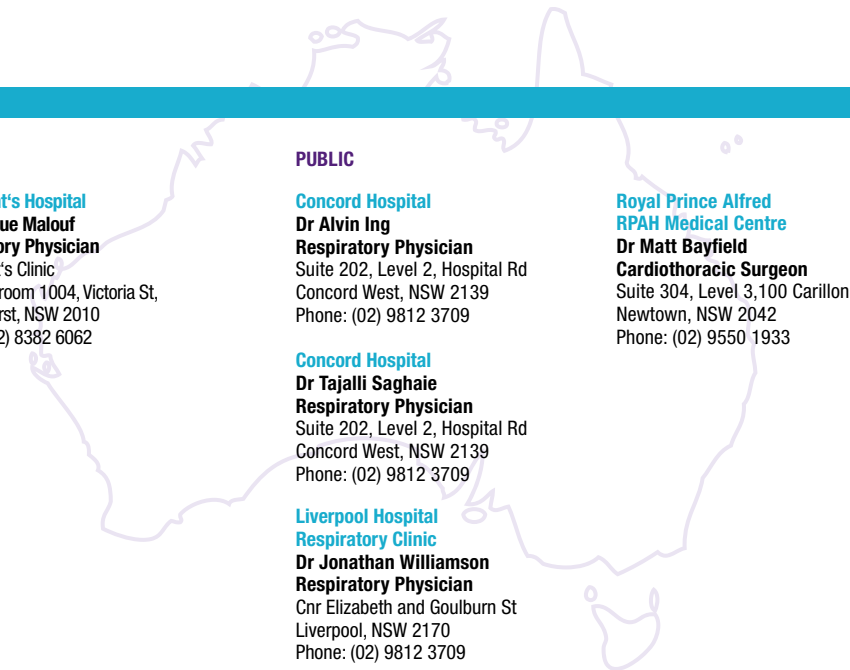 t‘s Hospital
ue Malouf
ory Physician
‘s Clinic
room 1004, Victoria St,
rst, NSW 2010
2) 8382 6062
PUBLIC
Concord Hospital
Dr Alvin Ing
Respiratory Physician
Suite 202, Level 2, Hospital Rd
Concord West, NSW 2139
Phone: (02) 9812 3709
Concord Hospital
Dr Tajalli Saghaie
Respiratory Physician
Suite 202, Level 2, Hospital Rd
Concord West, NSW 2139
Phone: (02) 9812 3709
Liverpool Hospital
Respiratory Clinic
Dr Jonathan Williamson
Respiratory Physician
Cnr Elizabeth and Goulburn St
Liverpool, NSW 2170
Phone: (02) 9812 3709
Royal Prince Alfred
RPAH Medical Centre
Dr Matt Bayfield
Cardiothoracic Surgeon
Suite 304, Level 3,100 Carillon
Newtown, NSW 2042
Phone: (02) 9550 1933